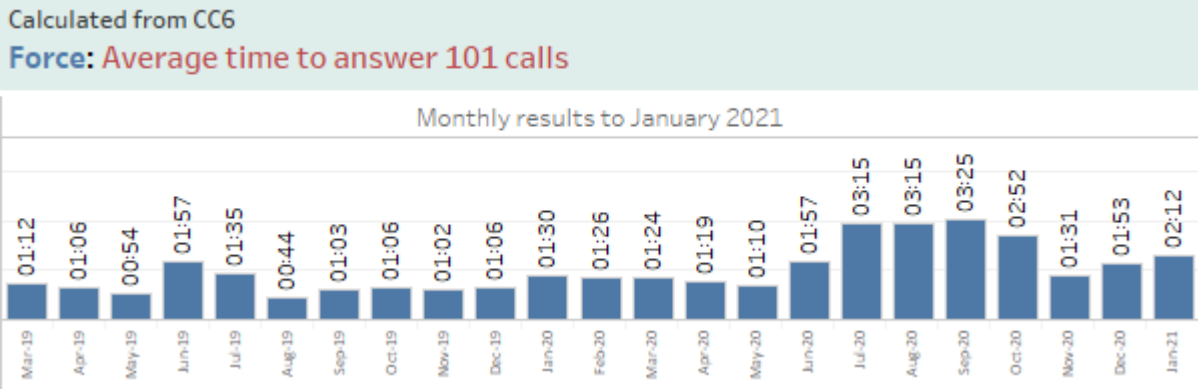 Calculated from CC6
Force: Average time to answer 101 calls
Monthly results to January 2021
01:12 01:06 00:54 01:57 01:35 00:44 01:03 01:06 01:02 01:06 01:30 01:26 01:24 01:19 01:10 01:57 03:15 03:15 03:25 02:52 01:31 01:53 02:12
Mar-19 Apr-19 May-19 Jun-19 Jul-19 Aug-19 Sep-19 Oct-19 Nov-19 Dec-19 Jan-20 Feb-20 Mar-20 Apr-20 May-20 Jun-20 Jul-20 Aug-20 Sep-20 Oct-20 Nov-20 Dec-20 Jan-21